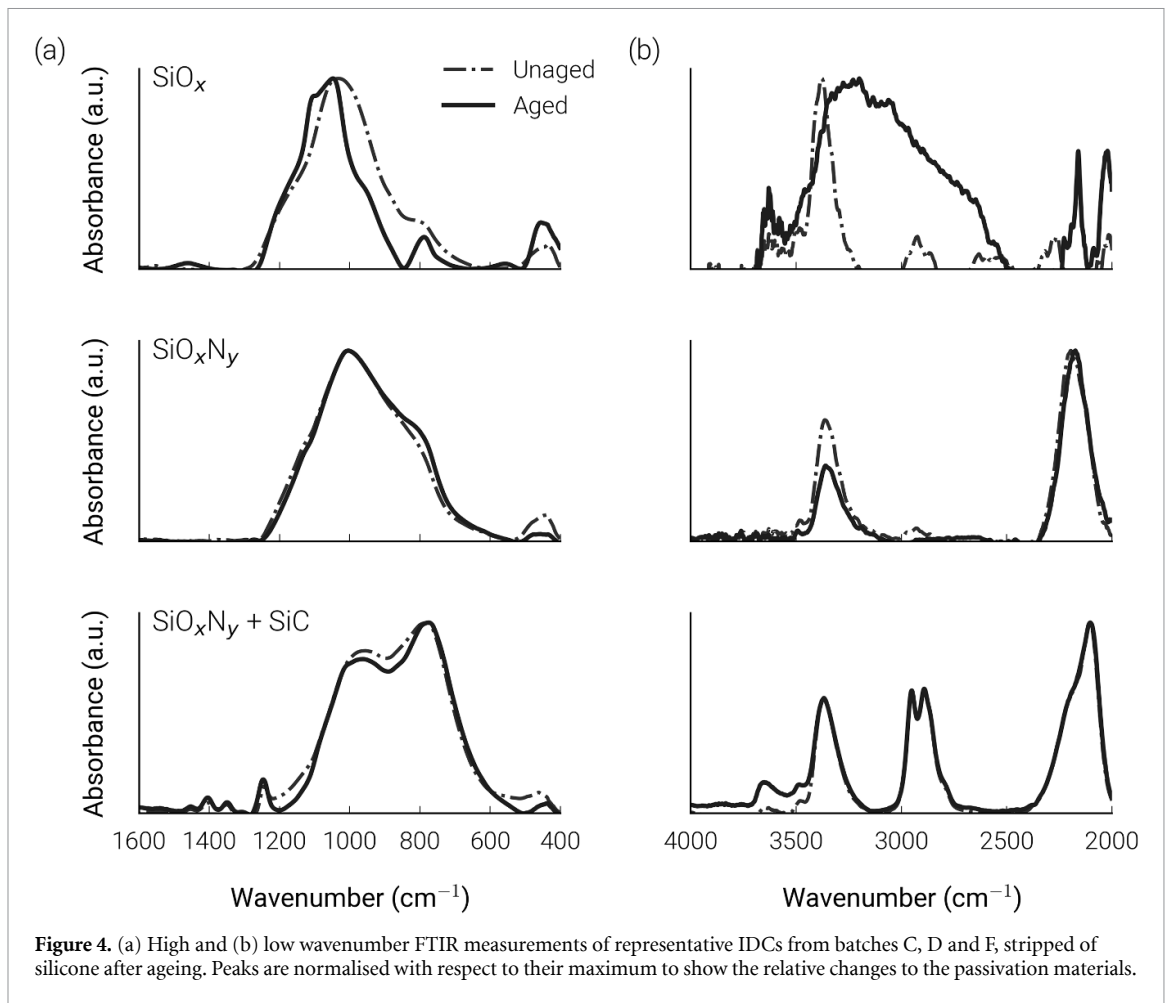 (a)
(b)
SiOx
Unaged
Aged
Absorbance (a.u.)
SiOxNy
Absorbance (a.u.)
SiOxNy + SiC
Absorbance (a.u.)
1600 1400 1200 1000 800 600 400
4000 3500 3000 2500 2000
Wavenumber (cm−1)
Wavenumber (cm−1)
Figure 4. (a) High and (b) low wavenumber FTIR measurements of representative IDCs from batches C, D and F, stripped of
silicone after ageing. Peaks are normalised with respect to their maximum to show the relative changes to the passivation materials.